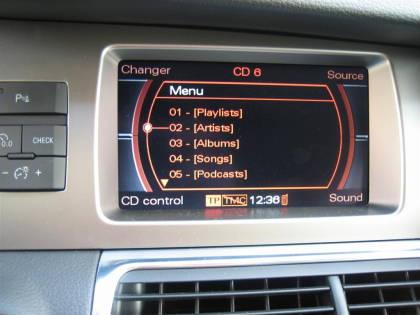 Changer CD 6 Source
Menu
01 - [Playlists]
02 - [Artists]
03 - [Albums]
04 - [Songs]
05 - [Podcasts]
CD control TP TMC 12:36 Sound
P
CHECK
- +